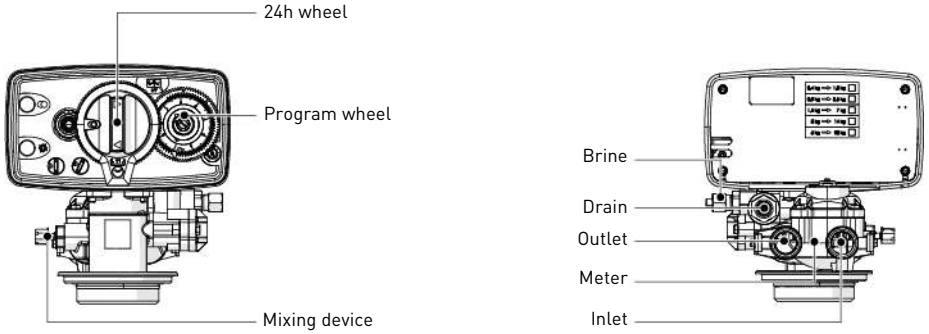 24h wheel
Program wheel
Mixing device
Brine
Drain
Outlet
Meter
Inlet